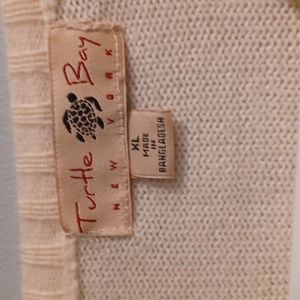 Turtle Bay
NEW YORK
XL
MADE
IN
BANGLADESH